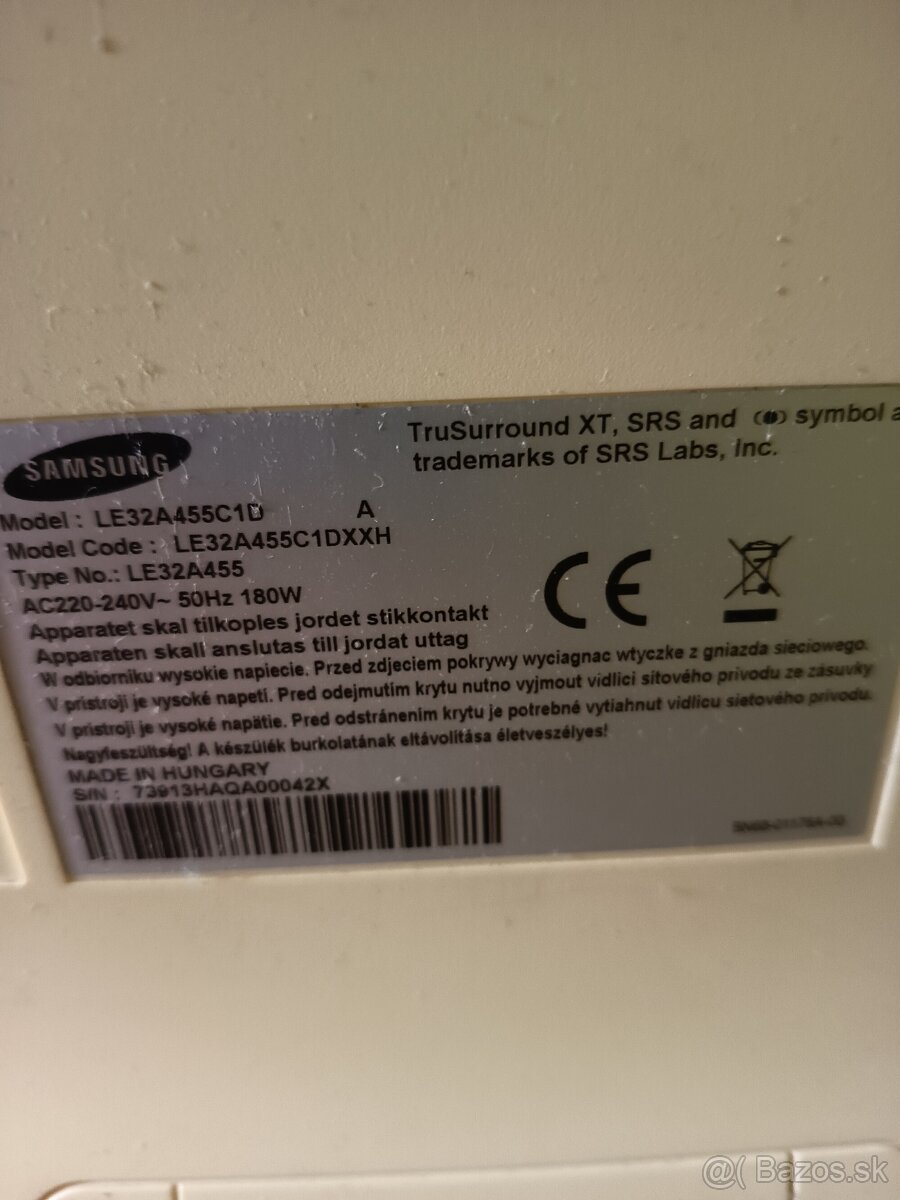 SAMSUNG
TruSurround XT, SRS and (●) symbol a
trademarks of SRS Labs, Inc.
Model : LE32A455C1D A
Model Code : LE32A455C1DXXH
Type No.: LE32A455
AC220-240V~ 50Hz 180W
Apparatet skal tilkoples jordet stikkontakt
Apparaten skall anslutas till jordat uttag
W odbiorniku wysokie napiecie. Przed zdjeciem pokrywy wyciagnac wtyczke z gniazda sieciowego.
V pristroji je vysoké napetí. Pred odejmutím krytu nutno vyjmout vidlici sitového privodu ze zásuvky
V pristroji je vysoké napätie. Pred odstránením krytu je potrebné vytiahnut vidlicu sietového privodu.
Nagyfeszültség! A készülék burkolatának eltávolítása életveszélyes!
MADE IN HUNGARY
S/N : 73913HAQA00042X
CE
@( Bazos.sk